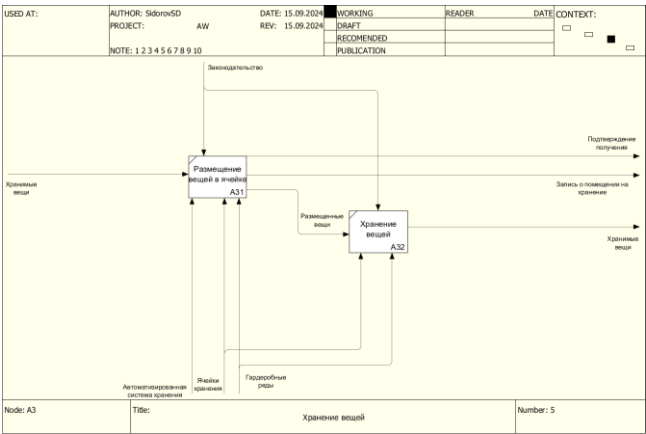 USED AT:
AUTHOR: SidorovSD
DATE: 15.09.2024
WORKING
READER
DATE
CONTEXT:
PROJECT: AW
REV: 15.09.2024
DRAFT
RECOMENDED
NOTE: 1 2 3 4 5 6 7 8 9 10
PUBLICATION
Законодательство
Подтверждение
получения
Размещение
вещей в ячейке
A31
Хранимые
вещи
Запись о помещении на
хранение
Размещенные
вещи
Хранение
вещей
A32
Хранимые
вещи
Автоматизированная
система хранения
Ячейки
хранения
Гардеробные
ряды
Node: A3
Title:
Хранение вещей
Number: 5